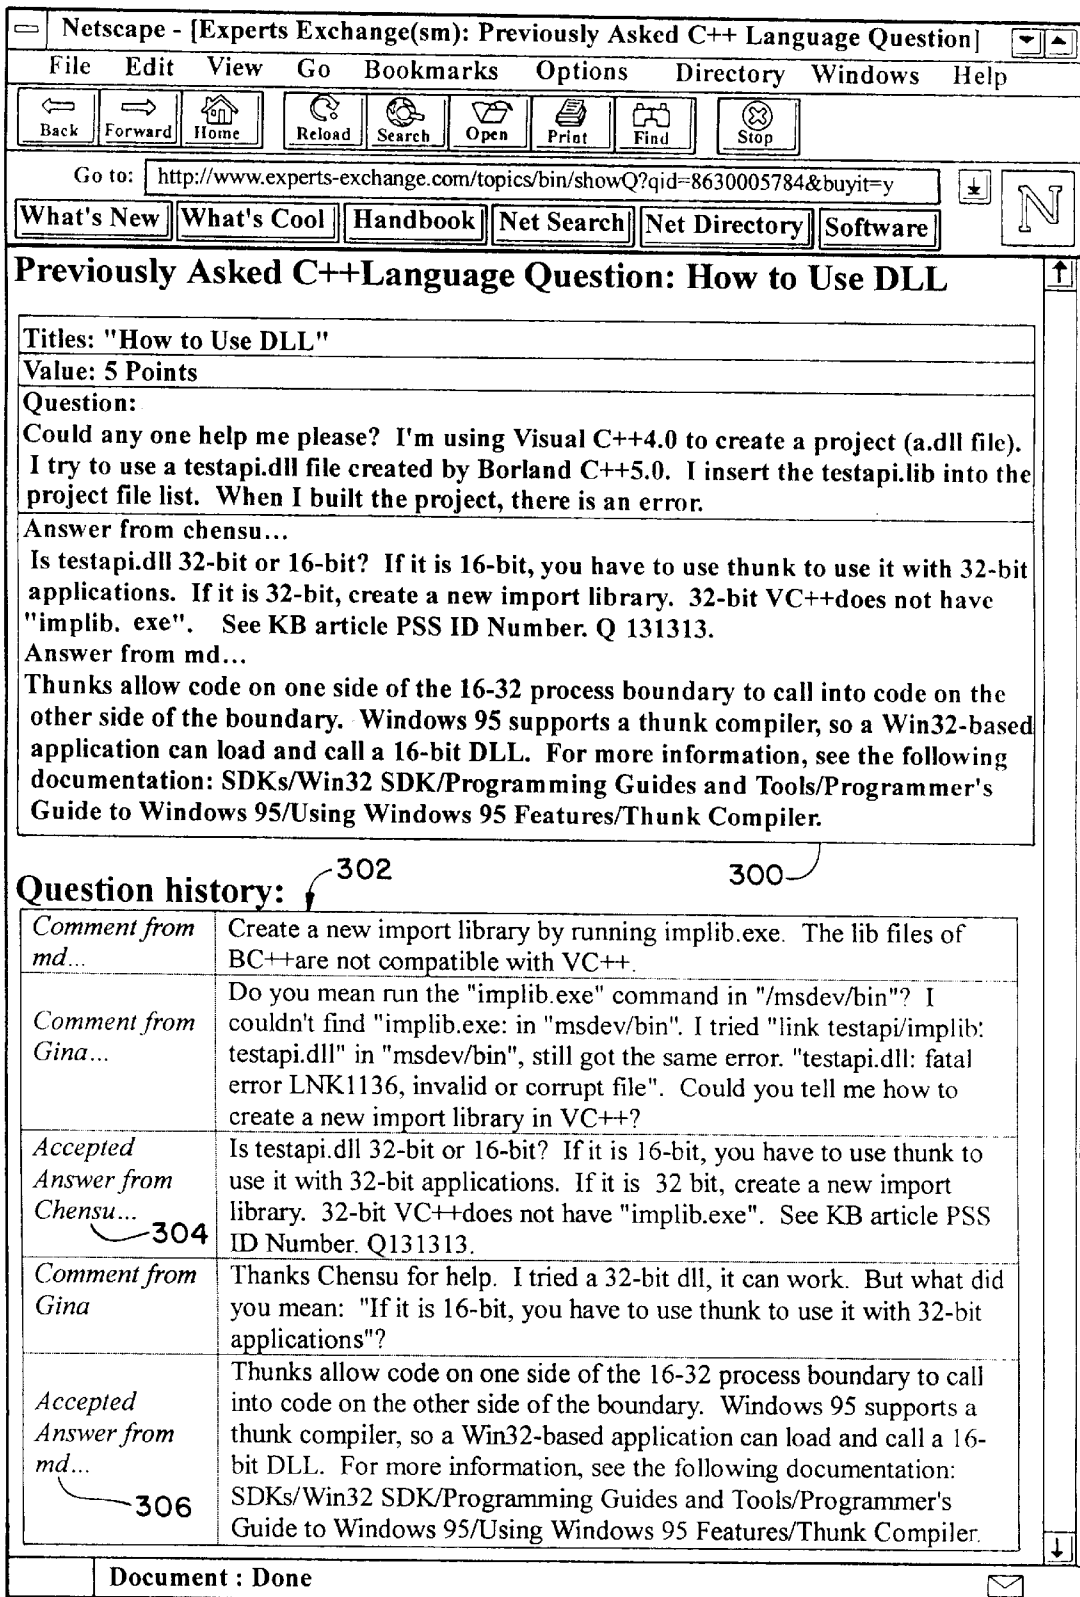 Netscape - [Experts Exchange(sm): Previously Asked C++ Language Question]
File Edit View Go Bookmarks Options Directory Windows Help
Back Forward Home Reload Search Open Print Find Stop
Go to: http://www.experts-exchange.com/topics/bin/showQ?qid=8630005784&buyit=y
N
What's New What's Cool Handbook Net Search Net Directory Software
Previously Asked C++Language Question: How to Use DLL
Titles: "How to Use DLL"
Value: 5 Points
Question:
Could any one help me please? I'm using Visual C++4.0 to create a project (a.dll file).
I try to use a testapi.dll file created by Borland C++5.0. I insert the testapi.lib into the
project file list. When I built the project, there is an error.
Answer from chensu...
Is testapi.dll 32-bit or 16-bit? If it is 16-bit, you have to use thunk to use it with 32-bit
applications. If it is 32-bit, create a new import library. 32-bit VC++does not have
"implib. exe". See KB article PSS ID Number. Q 131313.
Answer from md...
Thunks allow code on one side of the 16-32 process boundary to call into code on the
other side of the boundary. Windows 95 supports a thunk compiler, so a Win32-based
application can load and call a 16-bit DLL. For more information, see the following
documentation: SDKs/Win32 SDK/Programming Guides and Tools/Programmer's
Guide to Windows 95/Using Windows 95 Features/Thunk Compiler.
300
Question history:
302
Comment from
md...
Create a new import library by running implib.exe. The lib files of
BC++are not compatible with VC++.
Comment from
Gina...
Do you mean run the "implib.exe" command in "/msdev/bin"? I
couldn't find "implib.exe: in "msdev/bin". I tried "link testapi/implib:
testapi.dll" in "msdev/bin", still got the same error. "testapi.dll: fatal
error LNK1136, invalid or corrupt file". Could you tell me how to
create a new import library in VC++?
Accepted
Answer from
Chensu...
304
Is testapi.dll 32-bit or 16-bit? If it is 16-bit, you have to use thunk to
use it with 32-bit applications. If it is 32 bit, create a new import
library. 32-bit VC++does not have "implib.exe". See KB article PSS
ID Number. Q131313.
Comment from
Gina
Thanks Chensu for help. I tried a 32-bit dll, it can work. But what did
you mean: "If it is 16-bit, you have to use thunk to use it with 32-bit
applications"?
Accepted
Answer from
md...
306
Thunks allow code on one side of the 16-32 process boundary to call
into code on the other side of the boundary. Windows 95 supports a
thunk compiler, so a Win32-based application can load and call a 16-
bit DLL. For more information, see the following documentation:
SDKs/Win32 SDK/Programming Guides and Tools/Programmer's
Guide to Windows 95/Using Windows 95 Features/Thunk Compiler.
Document : Done